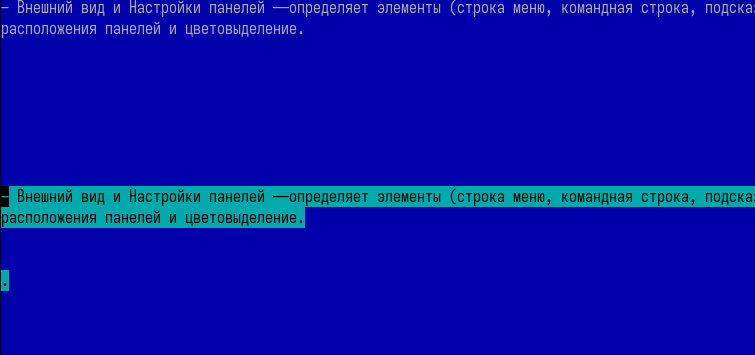 – Внешний вид и Настройки панелей ——определяет элементы (строка меню, командная строка, подска
расположения панелей и цветовыделение.
– Внешний вид и Настройки панелей ——определяет элементы (строка меню, командная строка, подска
расположения панелей и цветовыделение.
.